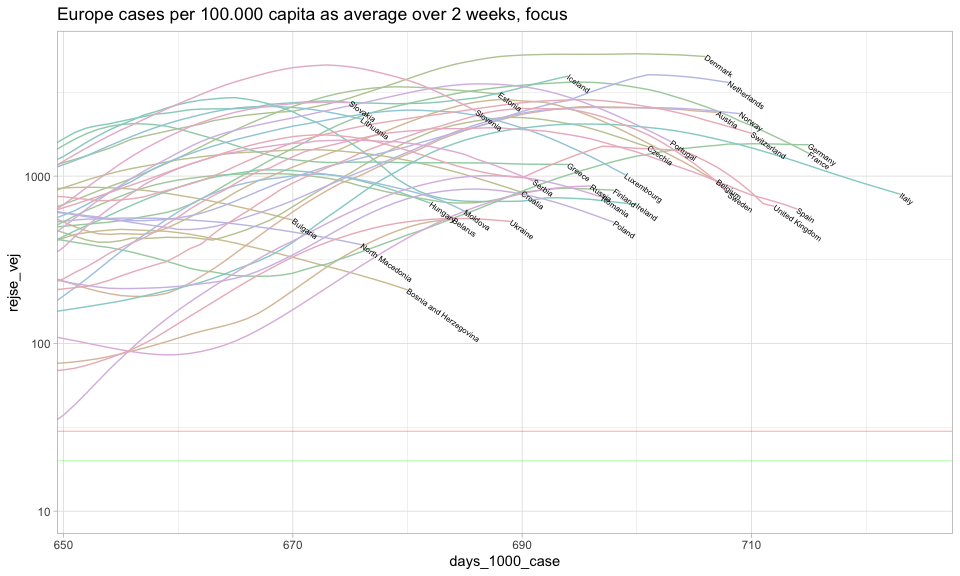 Europe cases per 100.000 capita as average over 2 weeks, focus
rejse_vej
1000
100
10
Denmark
Netherlands
Iceland
Norway
Austria
Estonia
Slovakia
Lithuania
Slovenia
Switzerland
Germany
France
Portugal
Czechia
Greece
Luxembourg
Serbia
Croatia
Russia
Romania
Finland
Ireland
Belgium
Sweden
Italy
Spain
United Kingdom
Hungary
Belarus
Moldova
Ukraine
Poland
Bulgaria
North Macedonia
Bosnia and Herzegovina
650
670
690
710
days_1000_case